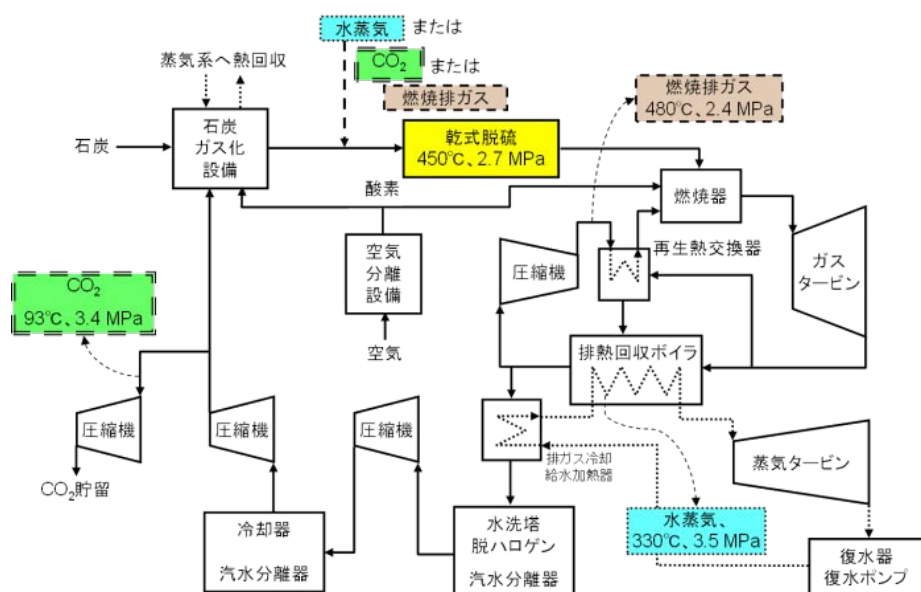 水蒸気 または
CO₂ または
燃焼排ガス
蒸気系へ熱回収
燃焼排ガス
480℃、2.4 MPa
石炭
石炭
ガス化
設備
乾式脱硫
450℃、2.7 MPa
酸素
燃焼器
空気
分離
設備
圧縮機
再生熱交換器
ガス
タービン
CO₂
93℃、3.4 MPa
空気
排熱回収ボイラ
圧縮機
圧縮機
圧縮機
排ガス冷却
給水加熱器
蒸気タービン
CO₂貯留
冷却器
汽水分離器
水洗塔
脱ハロゲン
汽水分離器
水蒸気、
330℃、3.5 MPa
復水器
復水ポンプ